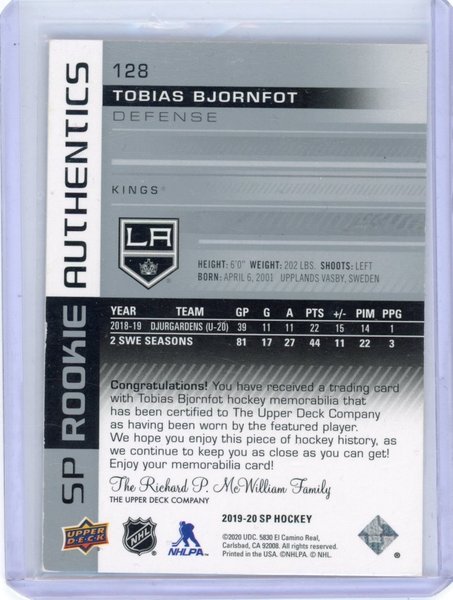 SP ROOKIE AUTHENTICS
128
TOBIAS BJORNFOT
DEFENSE
KINGS®
LA
HEIGHT: 6'0" WEIGHT: 202 LBS. SHOOTS: LEFT
BORN: APRIL 6, 2001 UPPLANDS VASBY, SWEDEN
YEAR TEAM GP G A PTS +/- PIM PPG
2018-19 DJURGARDENS (U-20) 39 11 11 22 15 14 1
2 SWE SEASONS 81 17 27 44 11 22 3
Congratulations! You have received a trading card
with Tobias Bjornfot hockey memorabilia that
has been certified to The Upper Deck Company
as having been worn by the featured player.
We hope you enjoy this piece of hockey history, as
we continue to keep you as close as you can get!
Enjoy your memorabilia card!
The Richard P. McWilliam Family
THE UPPER DECK COMPANY
2019-20 SP HOCKEY
UPPER DECK
NHL
NHLPA
©2020 UDC. 5830 El Camino Real,
Carlsbad, CA 92008. All rights reserved.
Printed in the USA. ©NHLPA. © NHL.
®